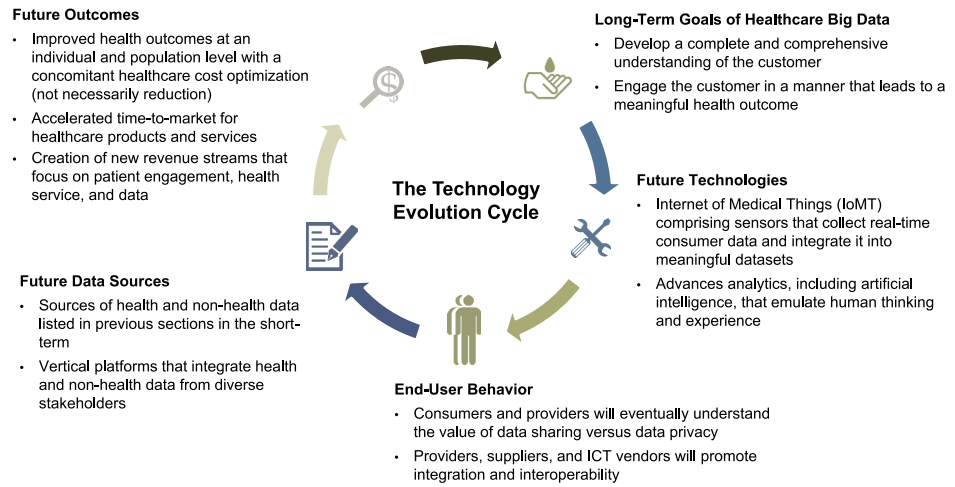 Future Outcomes
• Improved health outcomes at an
individual and population level with a
concomitant healthcare cost optimization
(not necessarily reduction)
• Accelerated time-to-market for
healthcare products and services
• Creation of new revenue streams that
focus on patient engagement, health
service, and data
Long-Term Goals of Healthcare Big Data
• Develop a complete and comprehensive
understanding of the customer
• Engage the customer in a manner that leads to a
meaningful health outcome
The Technology
Evolution Cycle
Future Technologies
• Internet of Medical Things (IoMT)
comprising sensors that collect real-time
consumer data and integrate it into
meaningful datasets
• Advances analytics, including artificial
intelligence, that emulate human thinking
and experience
End-User Behavior
• Consumers and providers will eventually understand
the value of data sharing versus data privacy
• Providers, suppliers, and ICT vendors will promote
integration and interoperability
Future Data Sources
• Sources of health and non-health data
listed in previous sections in the short-
term
• Vertical platforms that integrate health
and non-health data from diverse
stakeholders
$